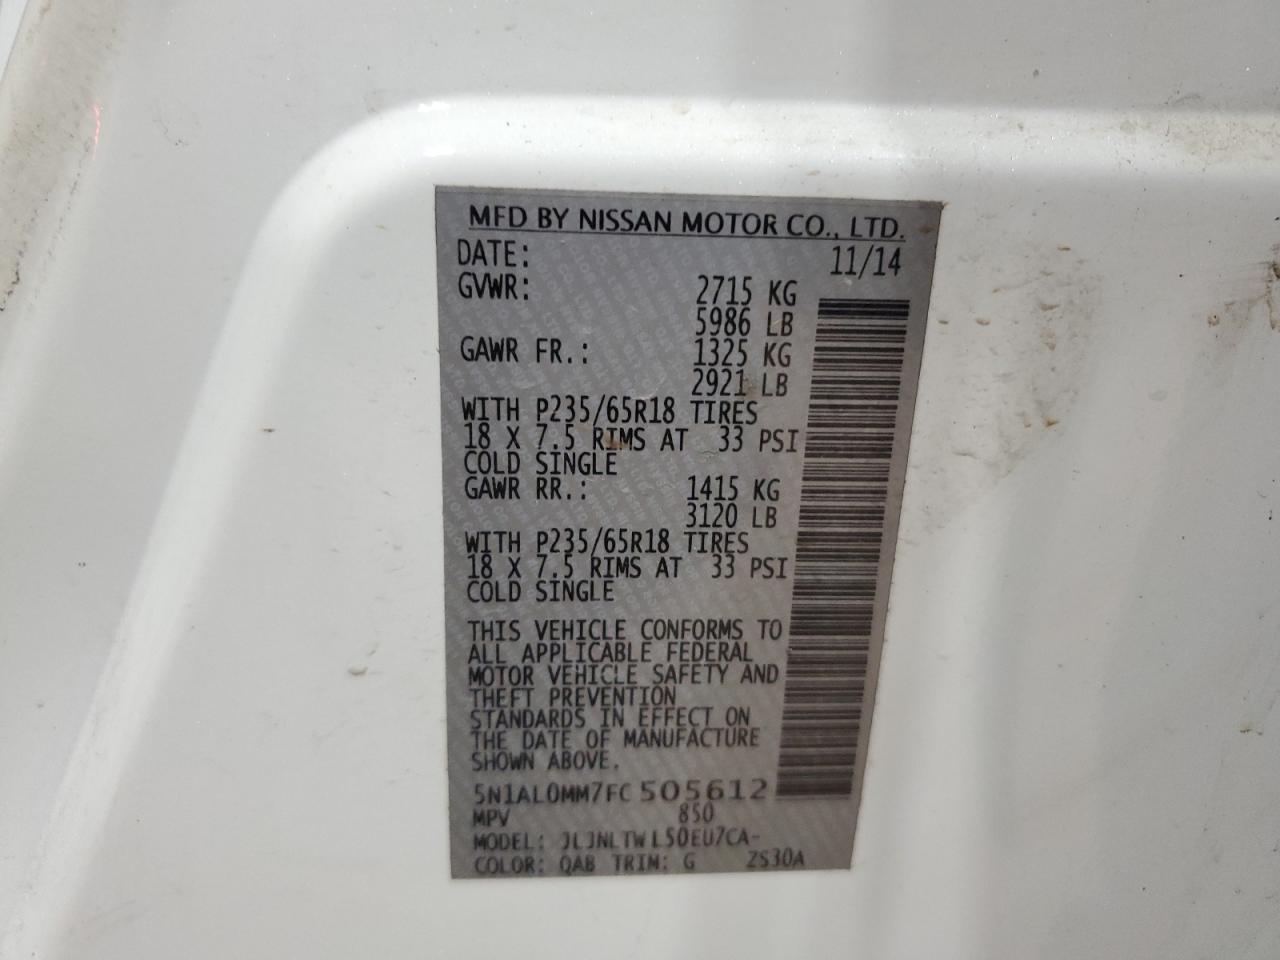 MFD BY NISSAN MOTOR CO., LTD.
DATE: 11/14
GVWR: 2715 KG
5986 LB
GAWR FR.: 1325 KG
2921 LB
WITH P235/65R18 TIRES
18 X 7.5 RIMS AT 33 PSI
COLD SINGLE
GAWR RR.: 1415 KG
3120 LB
WITH P235/65R18 TIRES
18 X 7.5 RIMS AT 33 PSI
COLD SINGLE
THIS VEHICLE CONFORMS TO
ALL APPLICABLE FEDERAL
MOTOR VEHICLE SAFETY AND
THEFT PREVENTION
STANDARDS IN EFFECT ON
THE DATE OF MANUFACTURE
SHOWN ABOVE.
5N1AL0MM7FC505612
MPV 850
MODEL: JLJNLTWL50EU7CA-
COLOR: QAB TRIM: G ZS30A